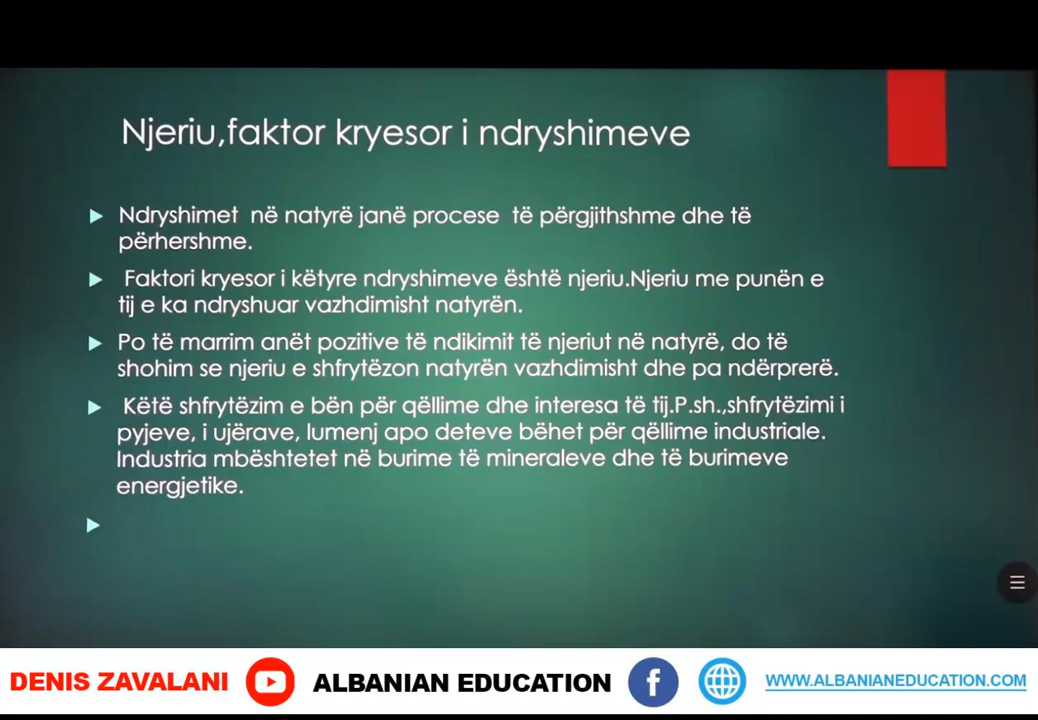 Njeriu,faktor kryesor i ndryshimeve
Ndryshimet në natyrë janë procese të përgjithshme dhe të
përhershme.
Faktori kryesor i këtyre ndryshimeve është njeriu.Njeriu me punën e
tij e ka ndryshuar vazhdimisht natyrën.
Po të marrim anët pozitive të ndikimit të njeriut në natyrë, do të
shohim se njeriu e shfrytëzon natyrën vazhdimisht dhe pa ndërprerë.
Këtë shfrytëzim e bën për qëllime dhe interesa të tij.P.sh.,shfrytëzimi i
pyjeve, i ujërave, lumenj apo deteve bëhet për qëllime industriale.
Industria mbështetet në burime të mineraleve dhe të burimeve
energjetike.
DENIS ZAVALANI ALBANIAN EDUCATION WWW.ALBANIANEDUCATION.COM